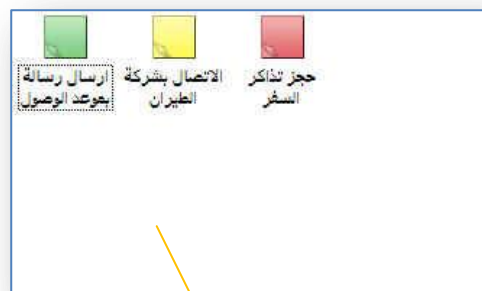 ارسال رسالة
بموعد الوصول
الاتصال بشركة
الطيران
حجز تذاكر
السفر